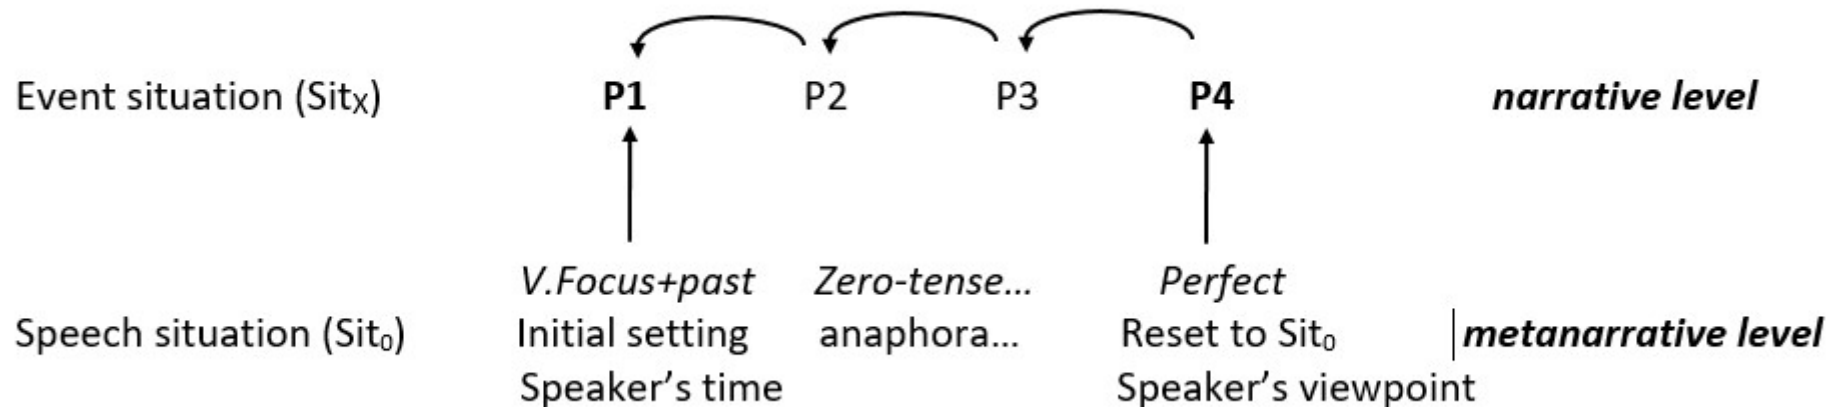 Event situation (Sitₓ) P1 P2 P3 P4 narrative level
V.Focus+past Zero-tense... Perfect
Speech situation (Sit₀) Initial setting anaphora... Reset to Sit₀ metanarrative level
Speaker's time Speaker's viewpoint